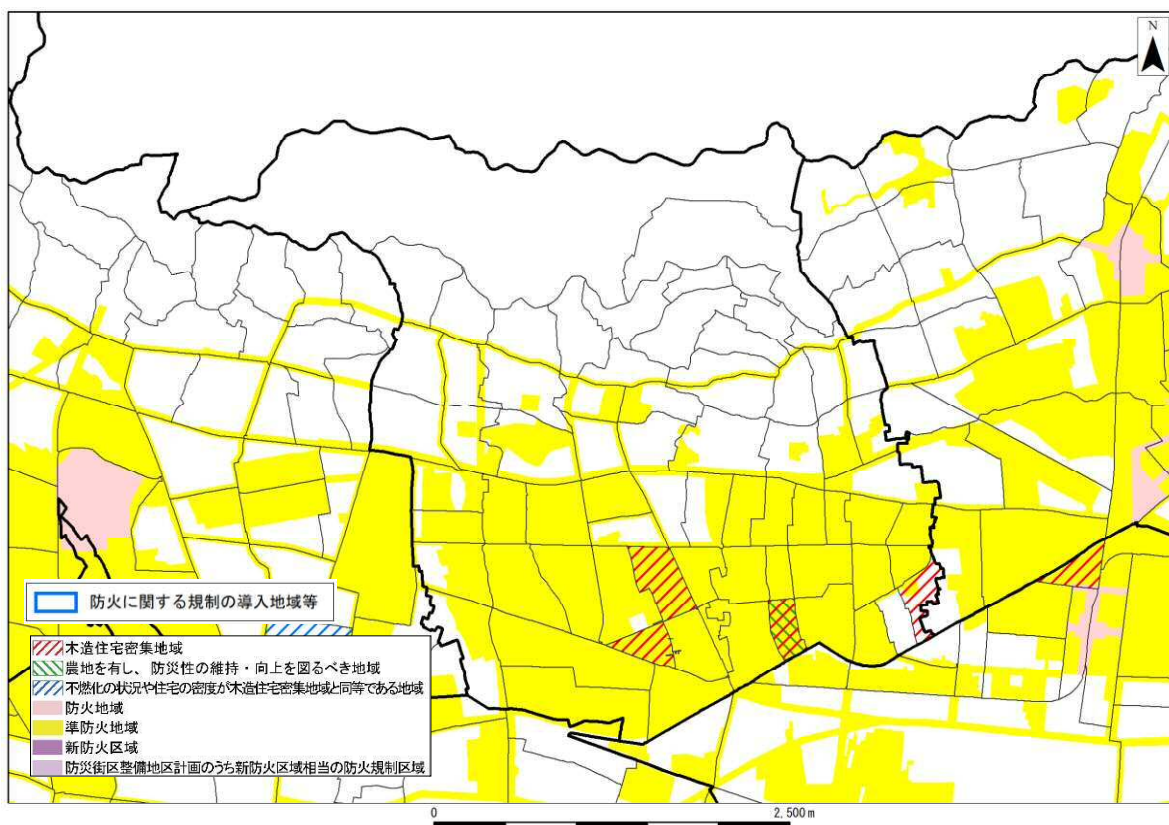 N
防火に関する規制の導入地域等
木造住宅密集地域
農地を有し、防災性の維持・向上を図るべき地域
不燃化の状況や住宅の密度が木造住宅密集地域と同等である地域
防火地域
準防火地域
新防火区域
防災街区整備地区計画のうち新防火区域相当の防火規制区域
0 2,500m